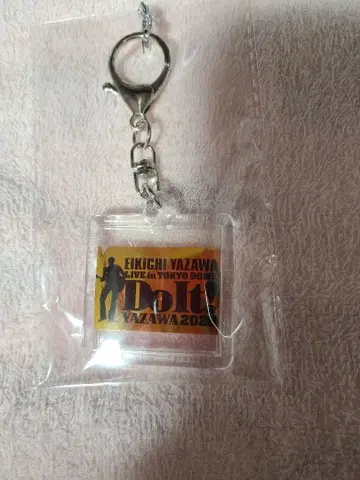 EIKICHI YAZAWA
LIVE in TOKYO DOME
Do It!
YAZAWA